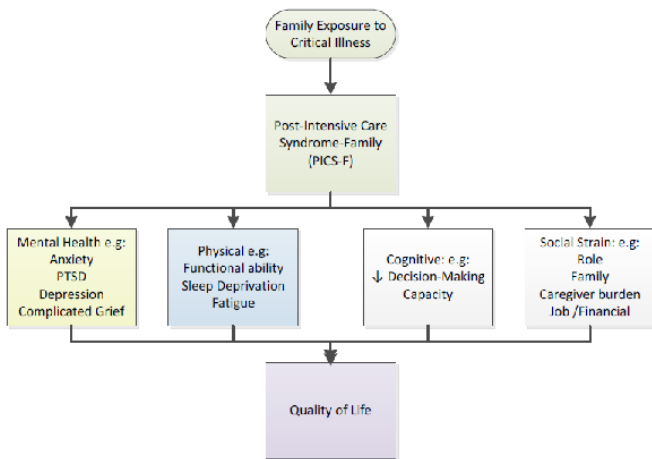 Family Exposure to
Critical Illness
Post-Intensive Care
Syndrome-Family
(PICS-F)
Mental Health e.g:
Anxiety
PTSD
Depression
Complicated Grief
Physical e.g:
Functional ability
Sleep Deprivation
Fatigue
Cognitive: e.g:
↓ Decision-Making
Capacity
Social Strain: e.g:
Role
Family
Caregiver burden
Job /Financial
Quality of Life